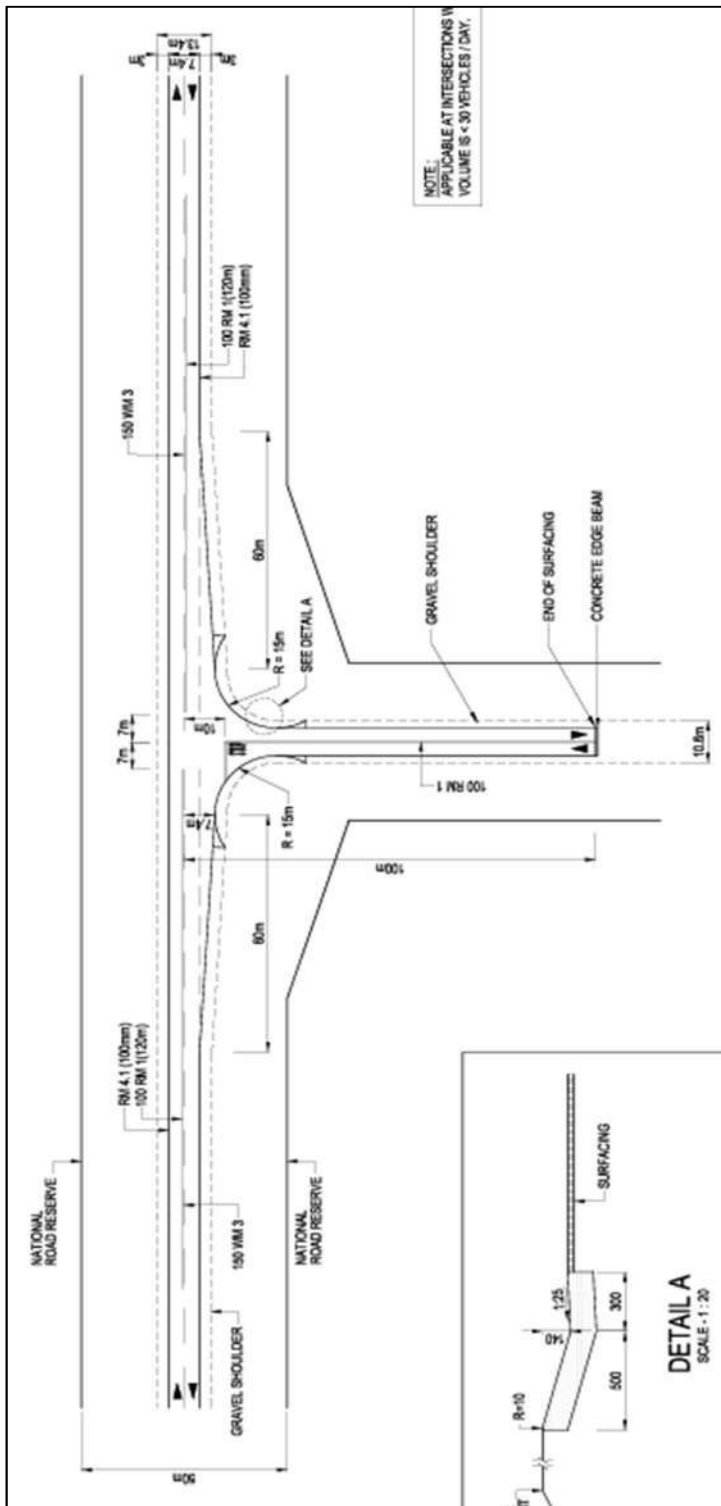 3m
7.4m
3m
13.4m
NOTE:
APPLICABLE AT INTERSECTIONS W
VOLUME IS < 30 VEHICLES / DAY.
150 WM 3
100 RM 1(120m)
RM 4.1 (100mm)
60m
R = 15m
SEE DETAIL A
7m
7m
10m
GRAVEL SHOULDER
END OF SURFACING
CONCRETE EDGE BEAM
10.8m
100 RM 1
7.4m
R = 15m
100m
60m
RM 4.1 (100mm)
100 RM 1(120m)
NATIONAL
ROAD RESERVE
NATIONAL
ROAD RESERVE
150 WM 3
GRAVEL SHOULDER
50m
R=10
140
1:25
500
300
SURFACING
DETAIL A
SCALE - 1 : 20